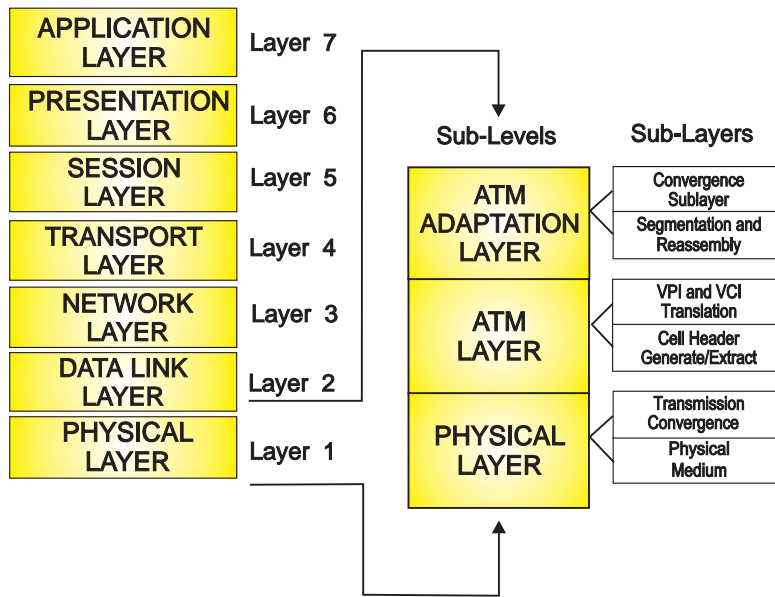 APPLICATION
LAYER
Layer 7
PRESENTATION
LAYER
Layer 6
SESSION
LAYER
Layer 5
TRANSPORT
LAYER
Layer 4
NETWORK
LAYER
Layer 3
DATA LINK
LAYER
Layer 2
PHYSICAL
LAYER
Layer 1
Sub-Levels
ATM
ADAPTATION
LAYER
ATM
LAYER
PHYSICAL
LAYER
Sub-Layers
Convergence
Sublayer
Segmentation and
Reassembly
VPI and VCI
Translation
Cell Header
Generate/Extract
Transmission
Convergence
Physical
Medium